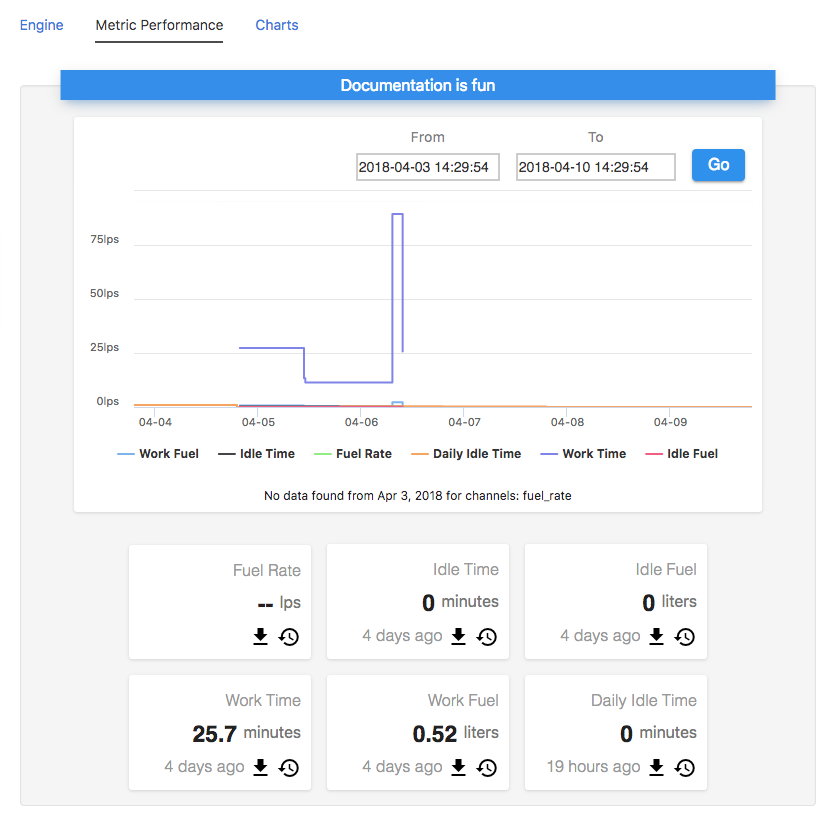 Engine Metric Performance Charts
Documentation is fun
From To
2018-04-03 14:29:54 2018-04-10 14:29:54 Go
75lps
50lps
25lps
0lps
04-04 04-05 04-06 04-07 04-08 04-09
Work Fuel Idle Time Fuel Rate Daily Idle Time Work Time Idle Fuel
No data found from Apr 3, 2018 for channels: fuel_rate
Fuel Rate
-- lps
Idle Time
0 minutes
4 days ago
Idle Fuel
0 liters
4 days ago
Work Time
25.7 minutes
4 days ago
Work Fuel
0.52 liters
4 days ago
Daily Idle Time
0 minutes
19 hours ago